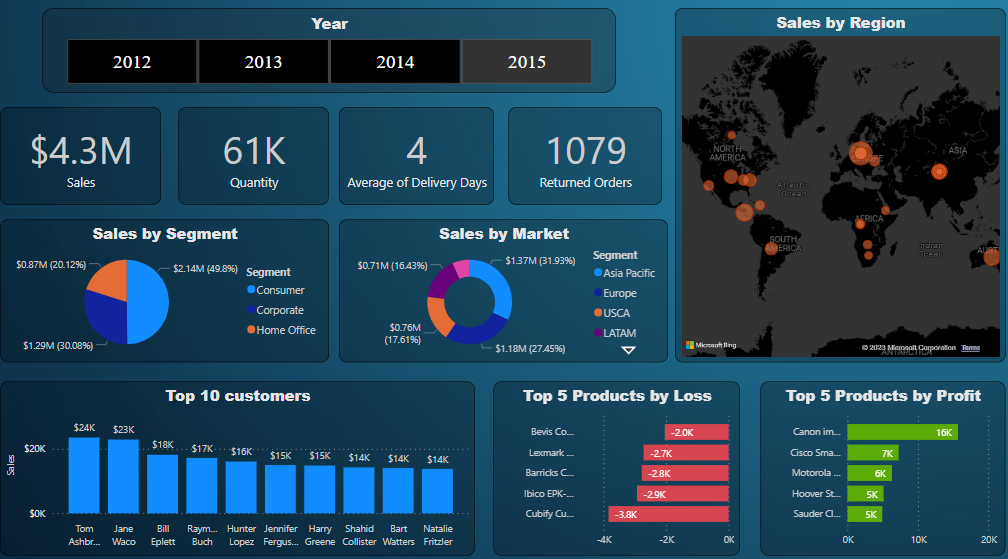 Year
2012 2013 2014 2015
$4.3M
Sales
61K
Quantity
4
Average of Delivery Days
1079
Returned Orders
Sales by Region
NORTH
AMERICA
Atlantic
Ocean
ASIA
AFRICA
SOUTH
AMERICA
Indian
Ocean
Microsoft Bing
© 2023 Microsoft Corporation Terms
ANTARCTICA
Sales by Segment
$0.87M (20.12%)
$2.14M (49.8%)
$1.29M (30.08%)
Segment
Consumer
Corporate
Home Office
Sales by Market
$0.71M (16.43%)
$1.37M (31.93%)
$0.76M
(17.61%)
$1.18M (27.45%)
Segment
Asia Pacific
Europe
USCA
LATAM
Top 10 customers
Sales
$20K
$0K
$24K $23K $18K $17K $16K $15K $15K $14K $14K $14K
Tom Jane Bill Raym... Hunter Jennifer Harry Shahid Bart Natalie
Ashbr... Waco Eplett Buch Lopez Fergus... Greene Collister Watters Fritzler
Top 5 Products by Loss
Bevis Co... -2.0K
Lexmark ... -2.7K
Barricks C... -2.8K
Ibico EPK-... -2.9K
Cubify Cu... -3.8K
-4K -2K -0K
Top 5 Products by Profit
Canon im... 16K
Cisco Sma... 7K
Motorola ... 6K
Hoover St... 5K
Sauder Cl... 5K
0K 10K 20K